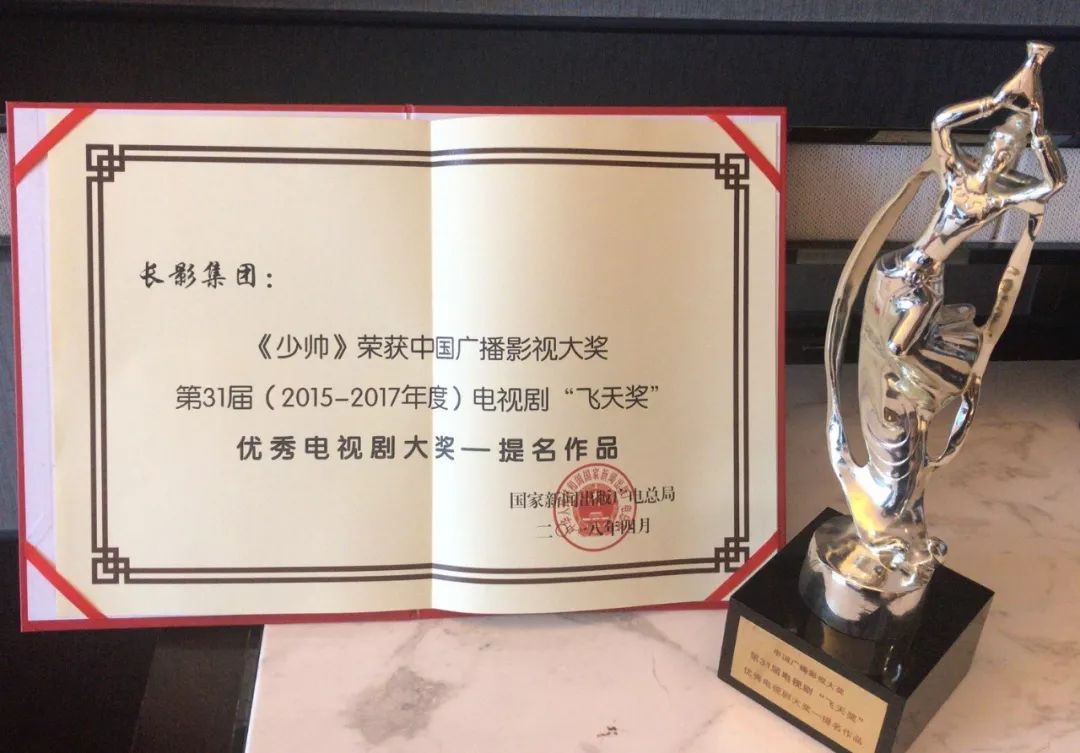 长影集团：
《少帅》荣获中国广播影视大奖
第31届（2015-2017年度）电视剧“飞天奖”
优秀电视剧大奖—提名作品
国家新闻出版广电总局
二〇一八年四月
中国广播影视大奖
第31届电视剧“飞天奖”
优秀电视剧大奖—提名作品